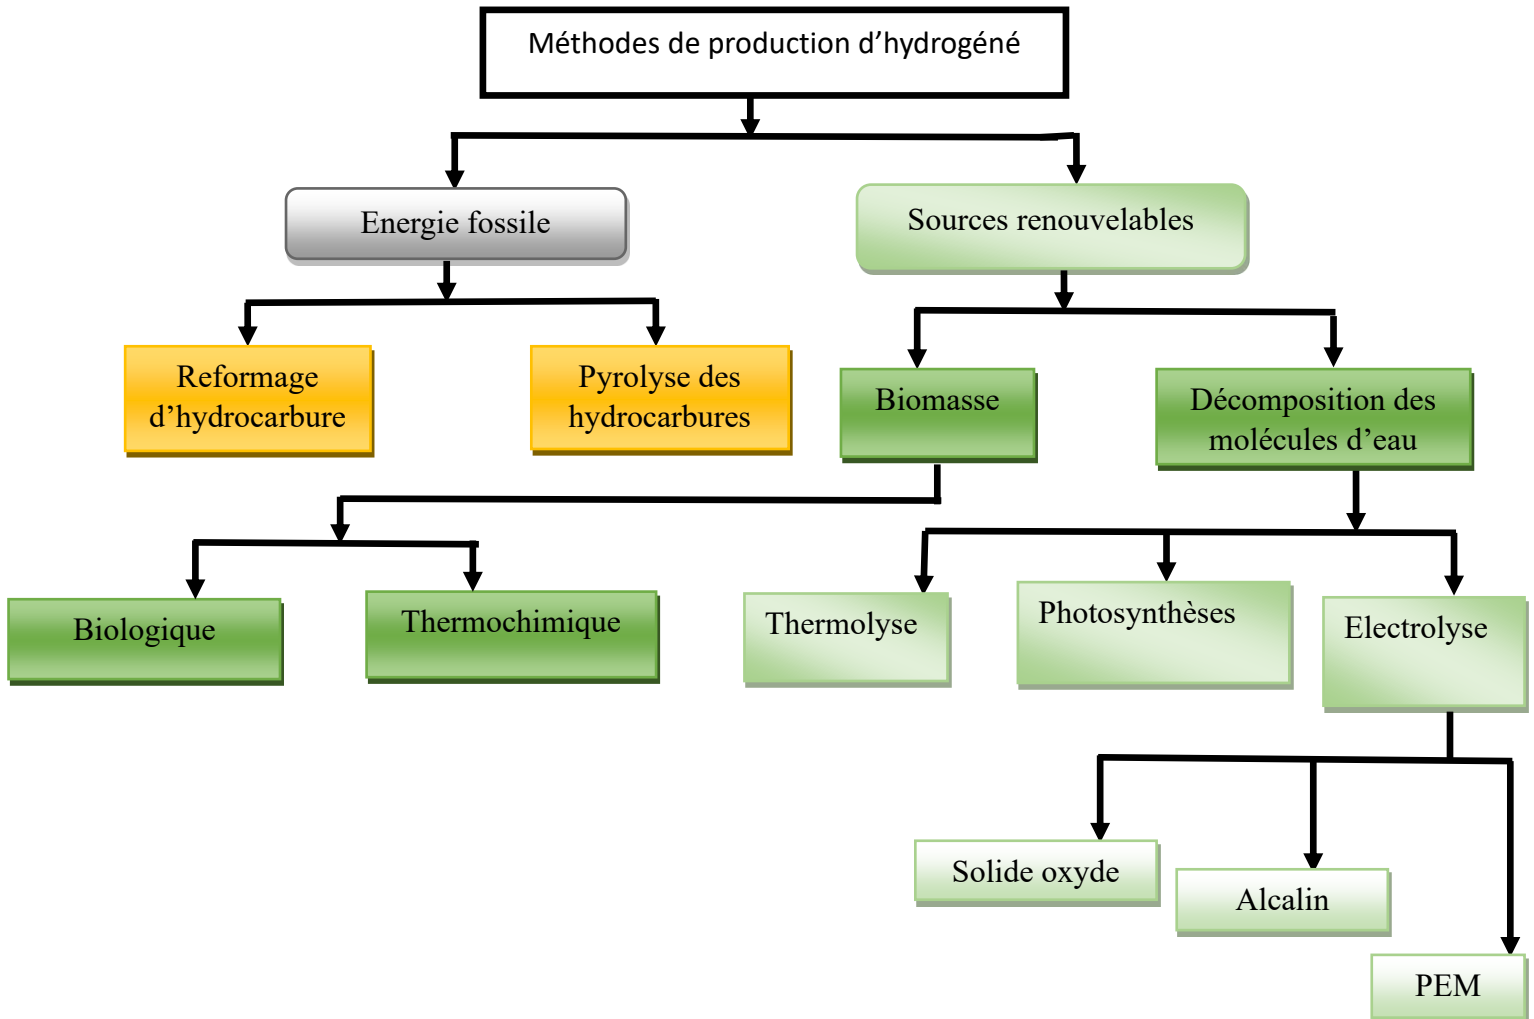 Méthodes de production d’hydrogéné
Energie fossile
Sources renouvelables
Reformage
d’hydrocarbure
Pyrolyse des
hydrocarbures
Biomasse
Décomposition des
molécules d’eau
Biologique
Thermochimique
Thermolyse
Photosynthèses
Electrolyse
Solide oxyde
Alcalin
PEM